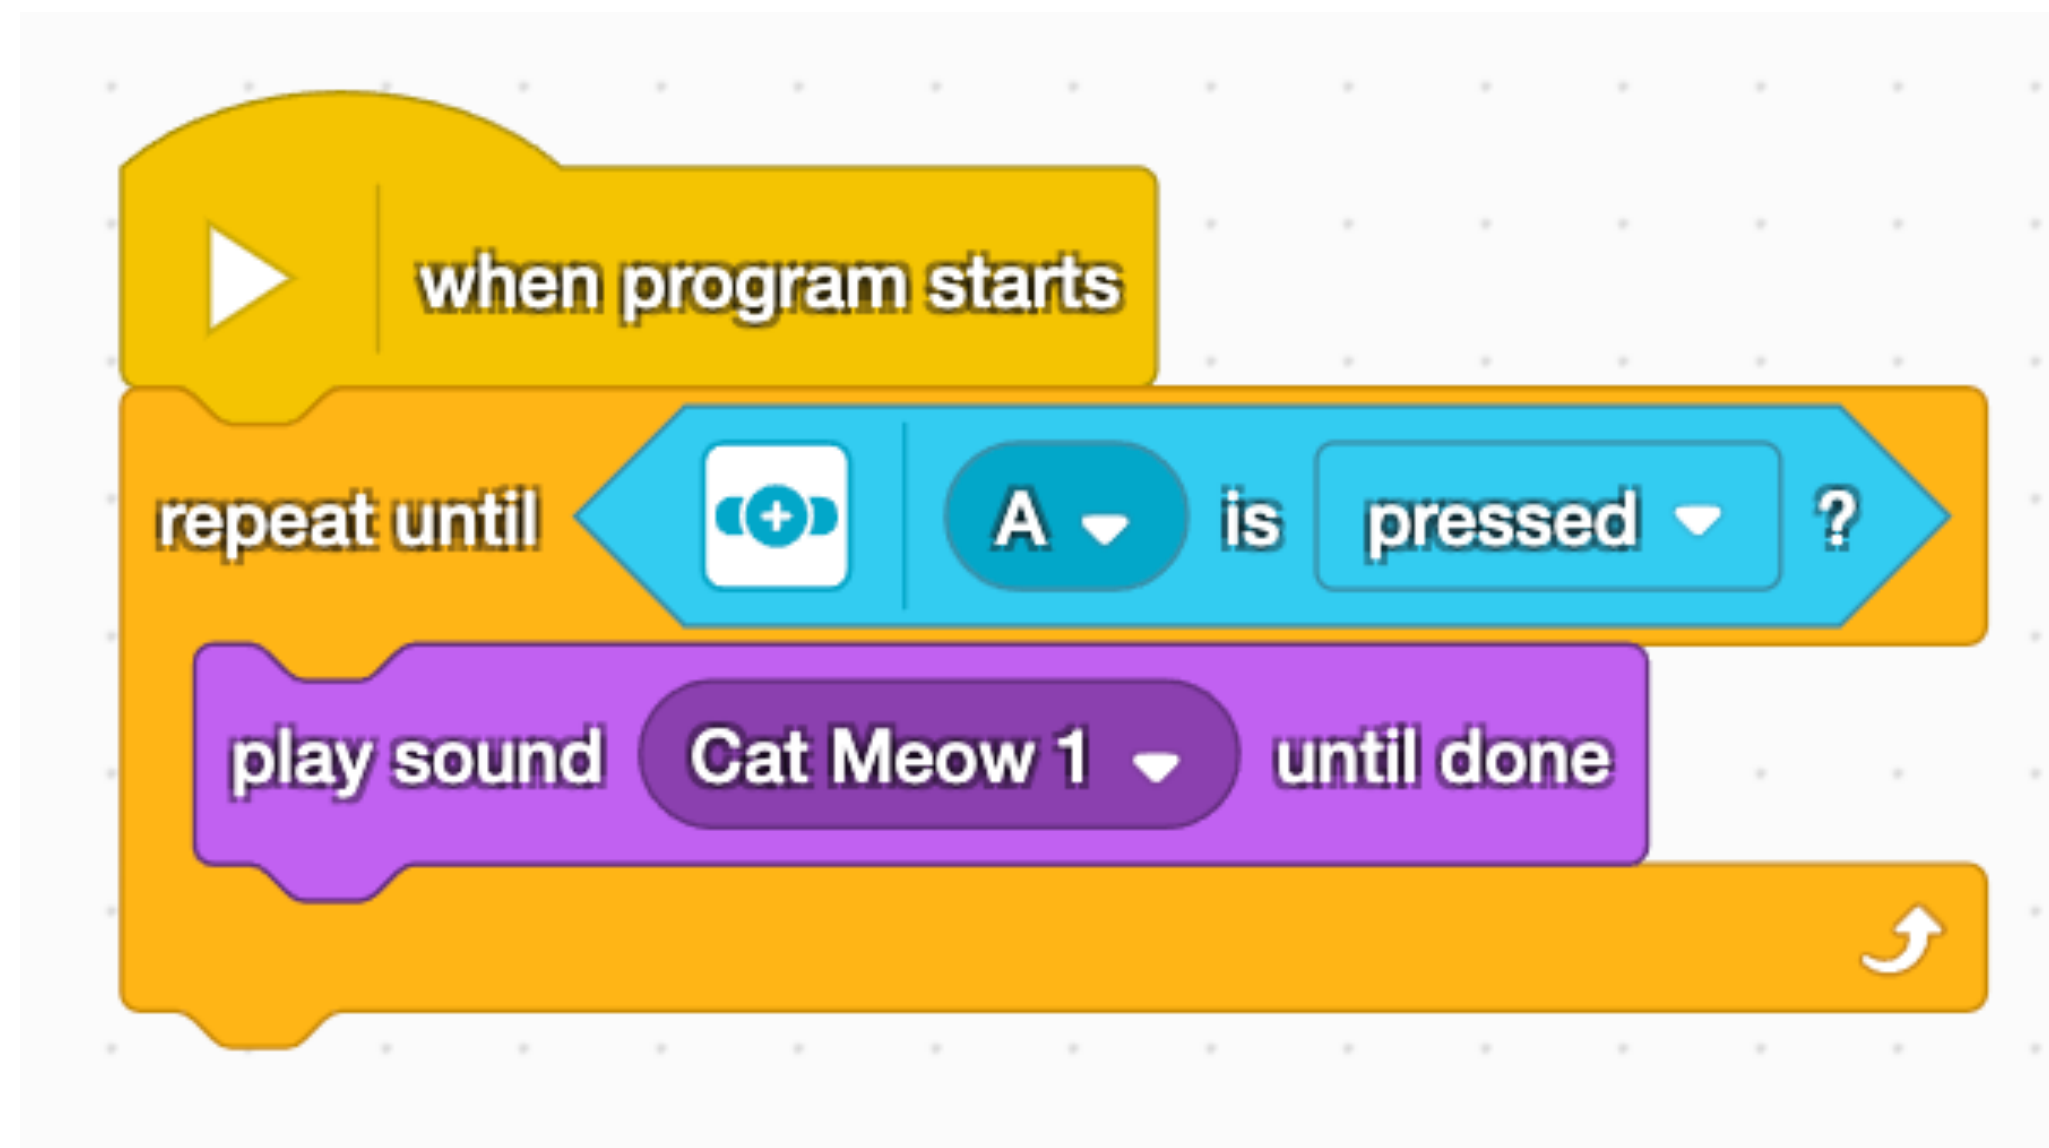 when program starts
repeat until A is pressed ?
play sound Cat Meow 1 until done